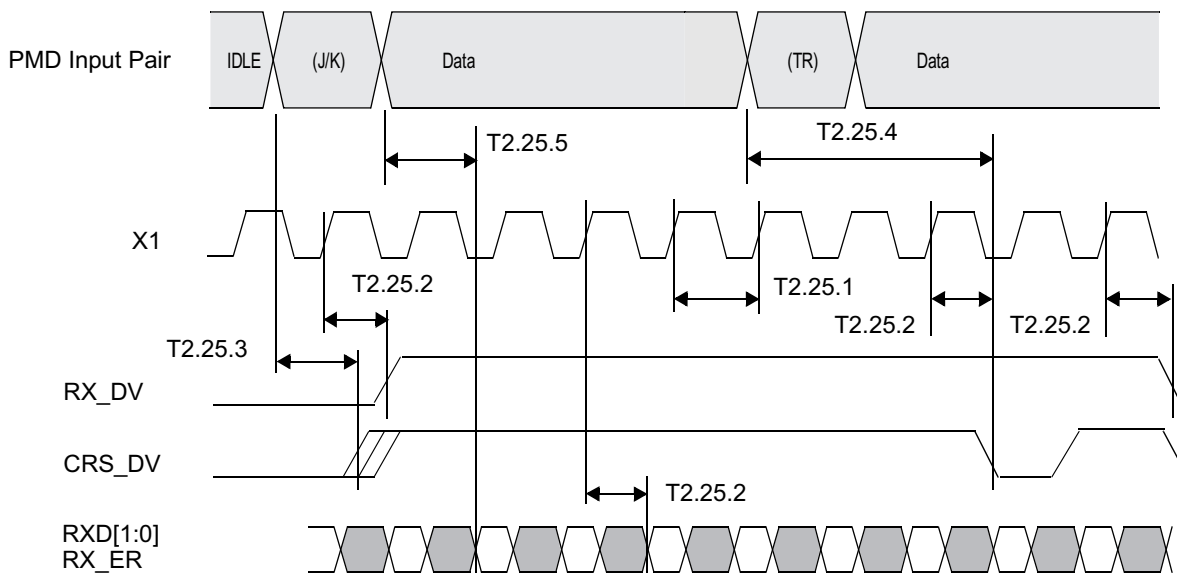 PMD Input Pair
IDLE
(J/K)
Data
(TR)
Data
T2.25.5
T2.25.4
X1
T2.25.2
T2.25.1
T2.25.2
T2.25.2
T2.25.3
RX_DV
CRS_DV
T2.25.2
RXD[1:0]
RX_ER